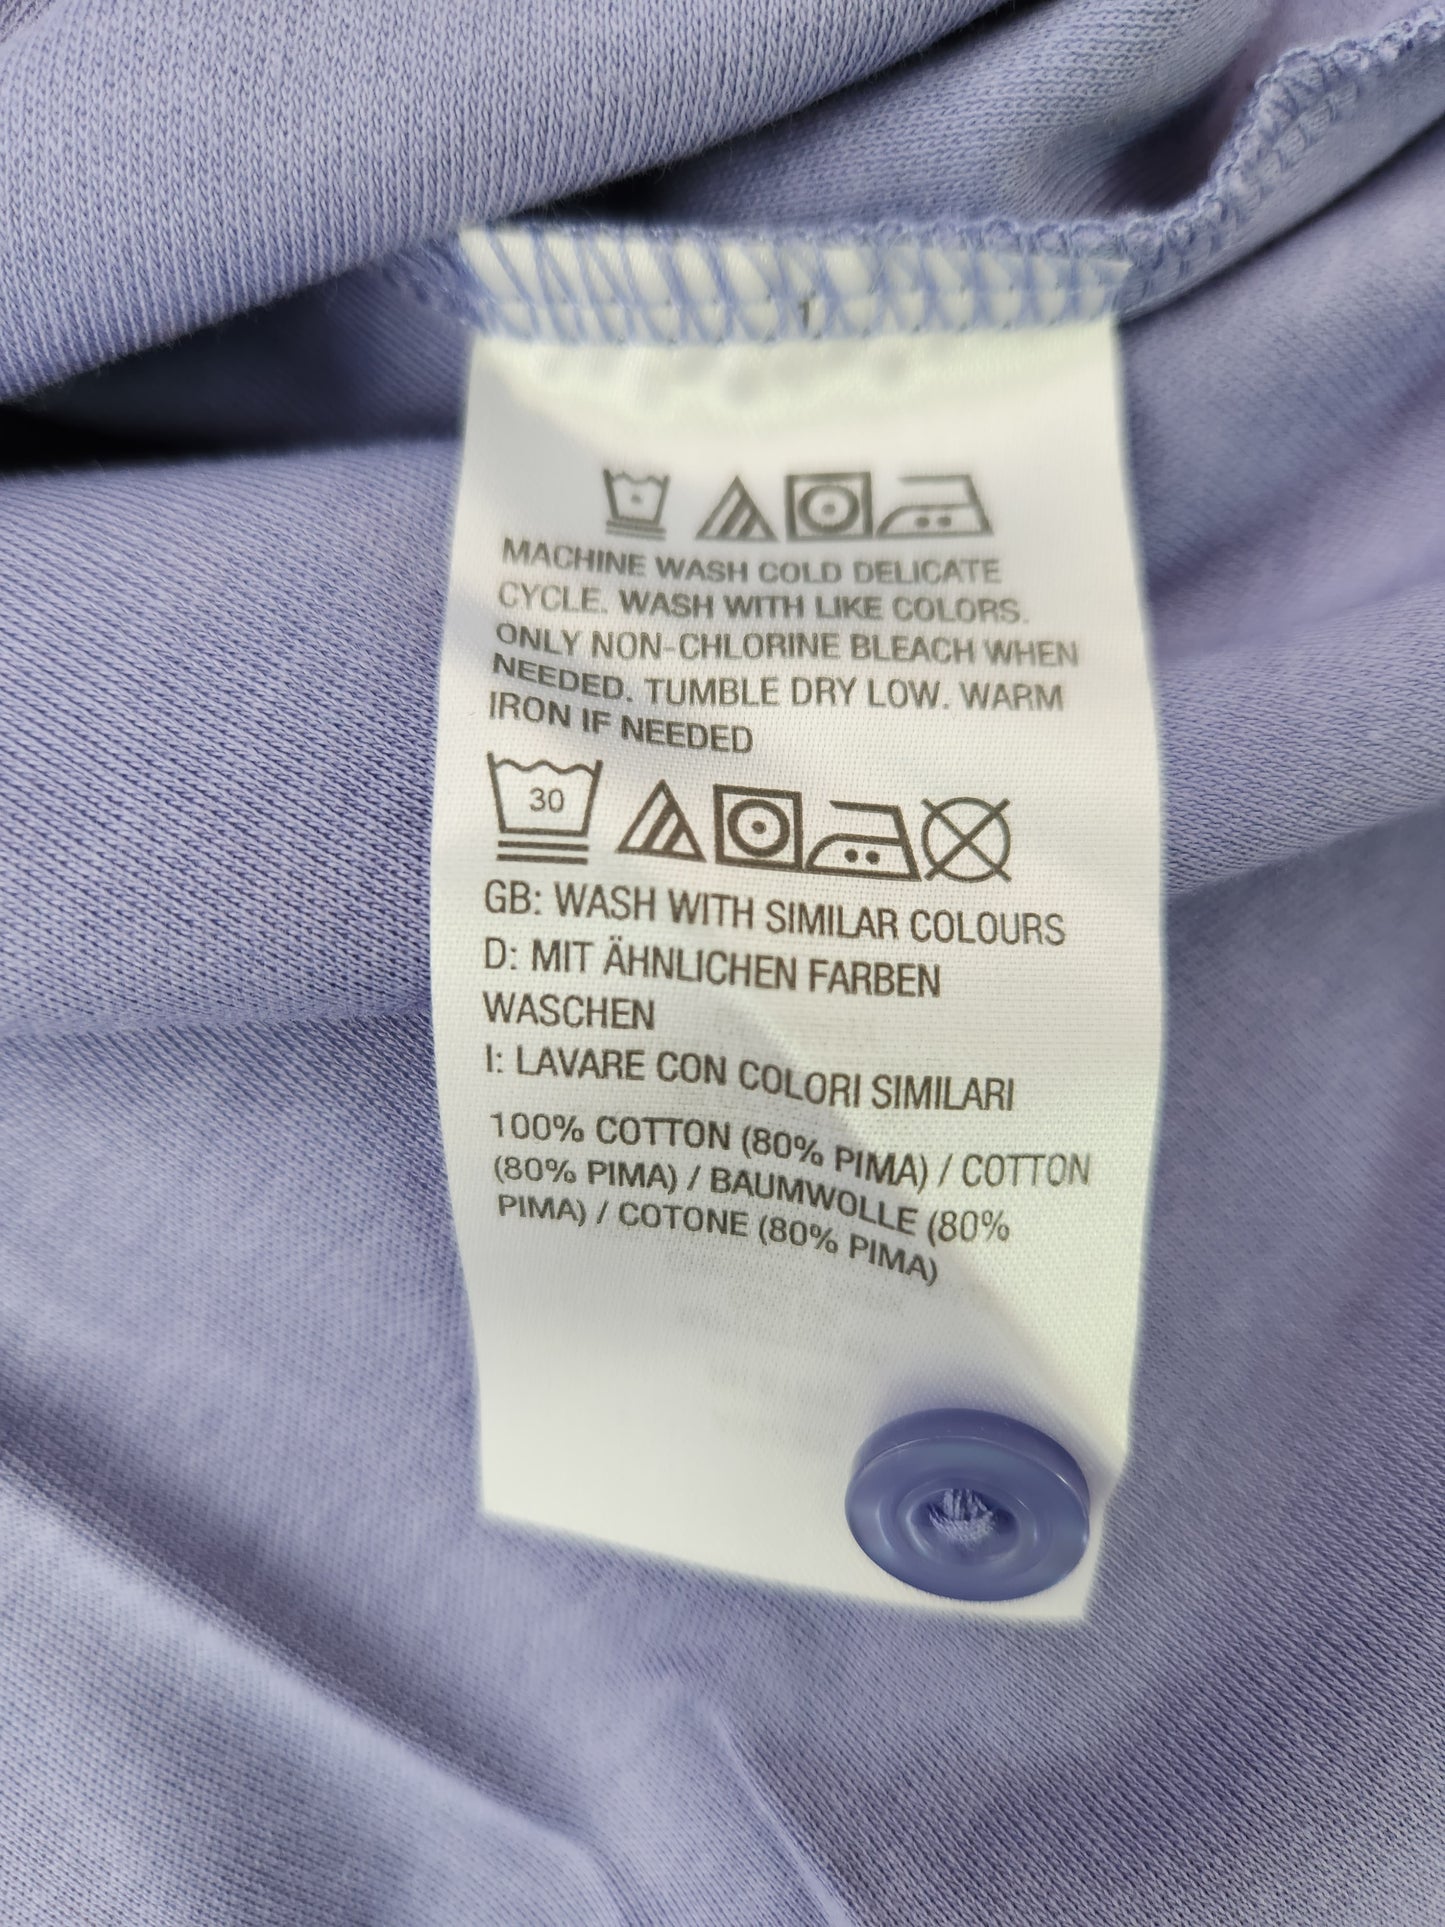 MACHINE WASH COLD DELICATE
CYCLE. WASH WITH LIKE COLORS.
ONLY NON-CHLORINE BLEACH WHEN
NEEDED. TUMBLE DRY LOW. WARM
IRON IF NEEDED
30
GB: WASH WITH SIMILAR COLOURS
D: MIT ÄHNLICHEN FARBEN
WASCHEN
I: LAVARE CON COLORI SIMILARI
100% COTTON (80% PIMA) / COTTON
(80% PIMA) / BAUMWOLLE (80%
PIMA) / COTONE (80% PIMA)